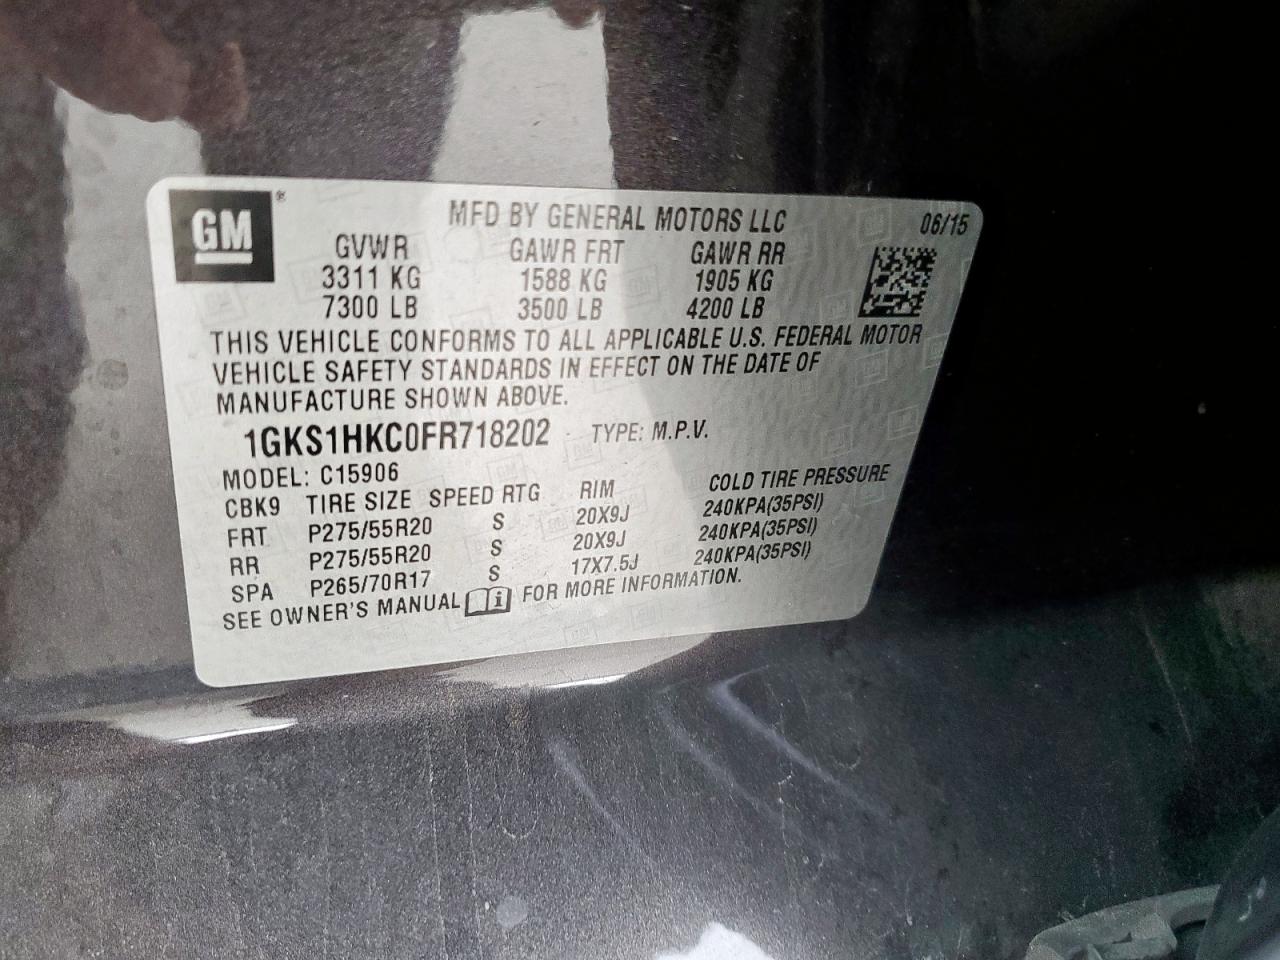 GM ®
MFD BY GENERAL MOTORS LLC 06/15
GVWR GAWR FRT GAWR RR
3311 KG 1588 KG 1905 KG
7300 LB 3500 LB 4200 LB
THIS VEHICLE CONFORMS TO ALL APPLICABLE U.S. FEDERAL MOTOR
VEHICLE SAFETY STANDARDS IN EFFECT ON THE DATE OF
MANUFACTURE SHOWN ABOVE.
1GKS1HKC0FR718202 TYPE: M.P.V.
MODEL: C15906
CBK9 TIRE SIZE SPEED RTG RIM COLD TIRE PRESSURE
FRT P275/55R20 S 20X9J 240KPA(35PSI)
RR P275/55R20 S 20X9J 240KPA(35PSI)
SPA P265/70R17 S 17X7.5J 240KPA(35PSI)
SEE OWNER'S MANUAL i FOR MORE INFORMATION.